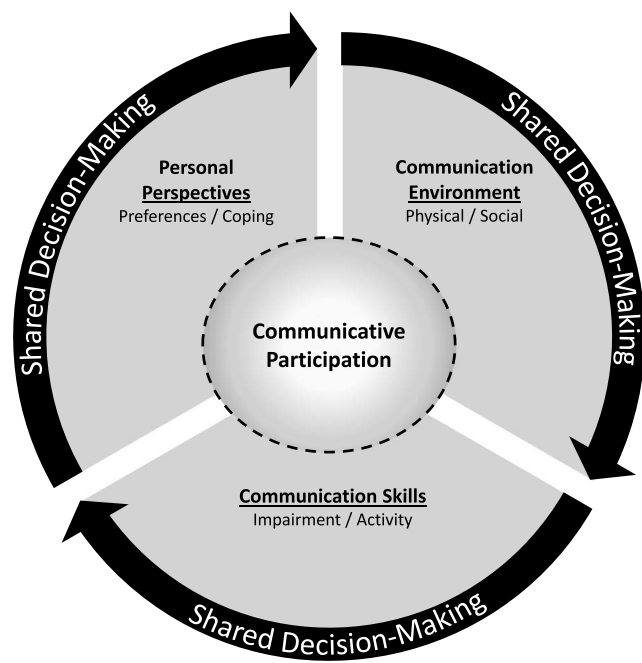 Shared Decision-Making
Shared Decision-Making
Personal
Perspectives
Preferences / Coping
Communication
Environment
Physical / Social
Communicative
Participation
Communication Skills
Impairment / Activity
Shared Decision-Making